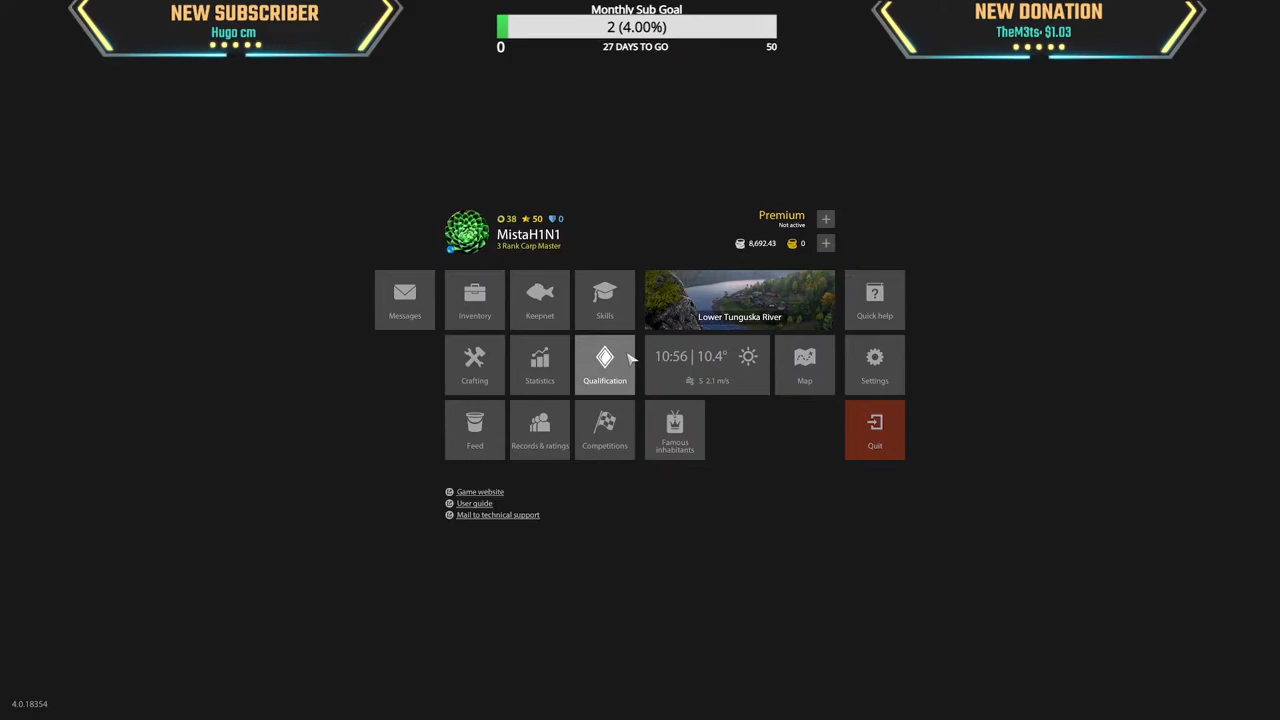 NEW SUBSCRIBER
Hugo cm
Monthly Sub Goal
2 (4.00%)
0
27 DAYS TO GO
50
NEW DONATION
TheM3ts· $1.03
38 50 0
MistaH1N1
3 Rank Carp Master
Premium
Not active
8,692.43 0
Messages
Inventory
Keepnet
Skills
Lower Tunguska River
Quick help
Crafting
Statistics
Qualification
10:56 | 10.4°
S 2.1 m/s
Map
Settings
Feed
Records & ratings
Competitions
Famous
inhabitants
Quit
Game website
User guide
Mail to technical support
4.0.18354